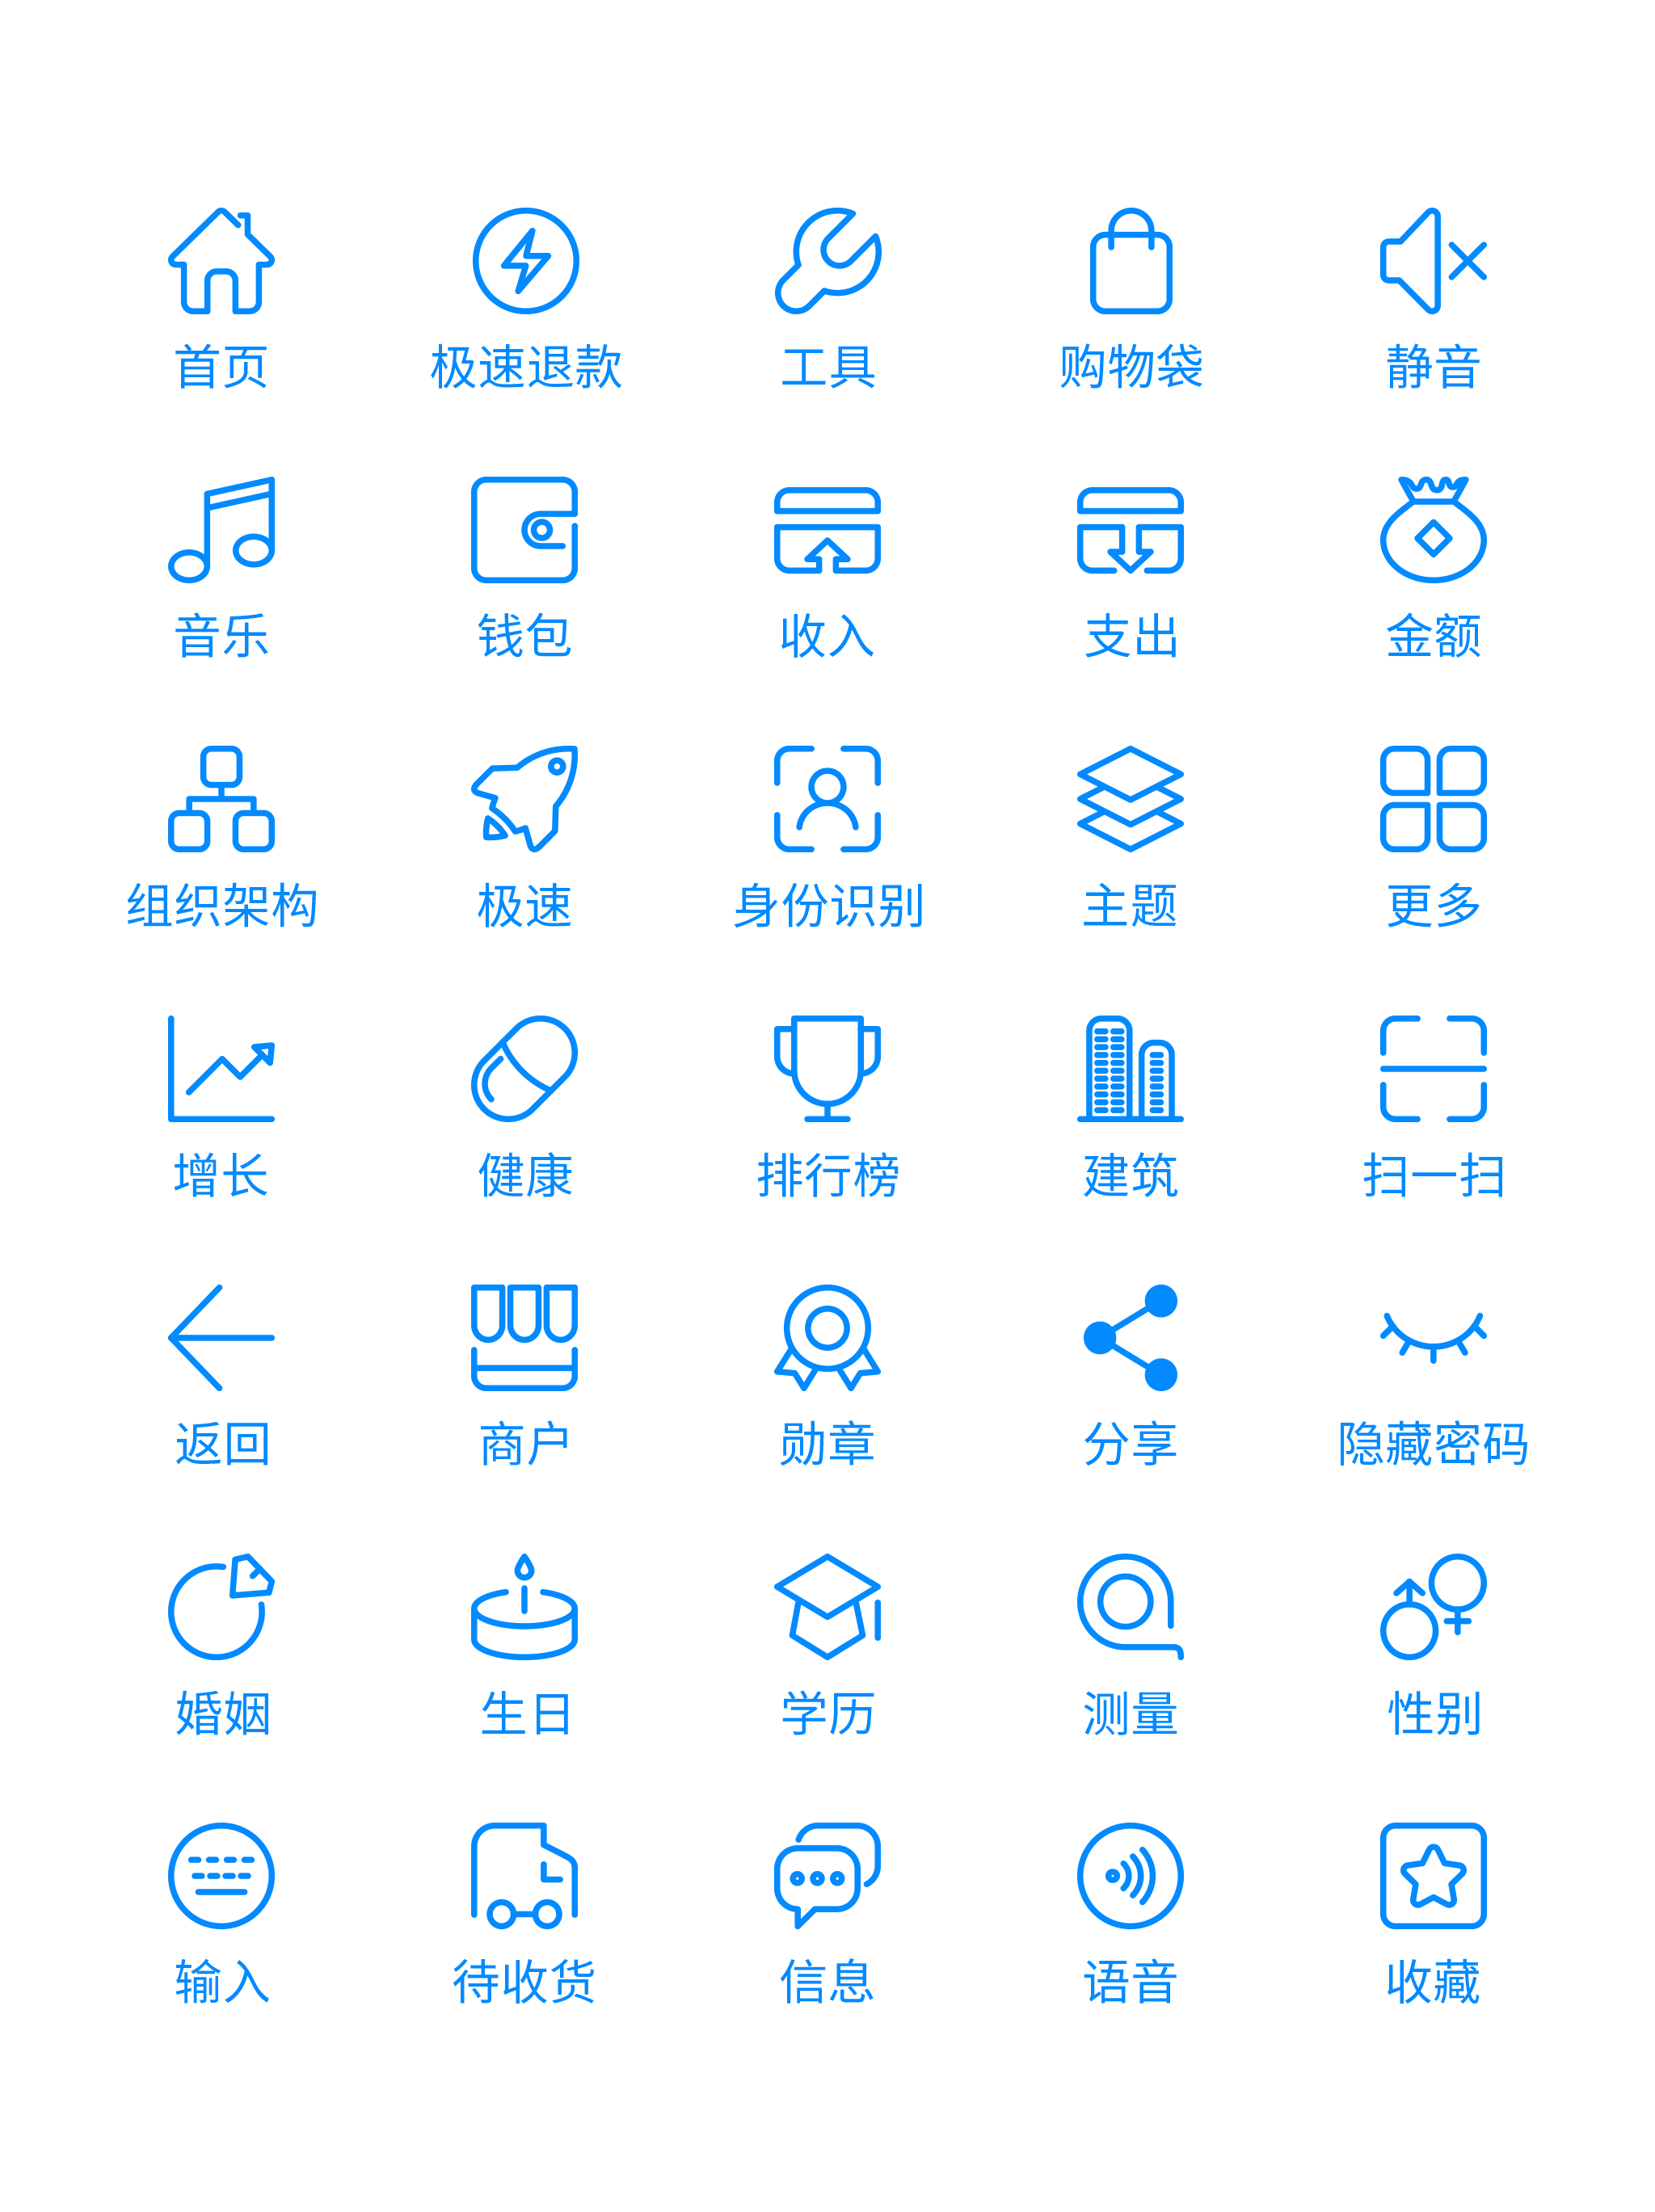 首页 极速退款 工具 购物袋 静音
音乐 钱包 收入 支出 金额
组织架构 极速 身份识别 主题 更多
增长 健康 排行榜 建筑 扫一扫
返回 商户 勋章 分享 隐藏密码
婚姻 生日 学历 测量 性别
输入 待收货 信息 语音 收藏